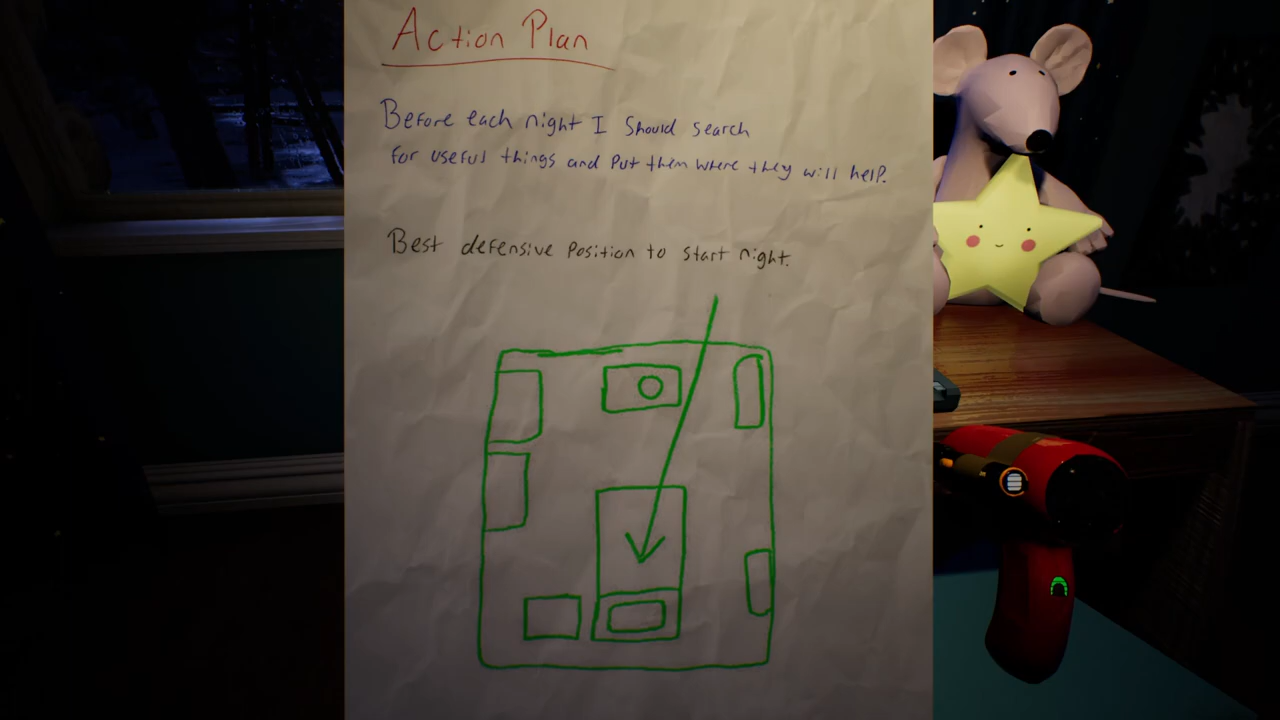 Action Plan
Before each night I should search
for useful things and put them where they will help.
Best defensive position to start night.